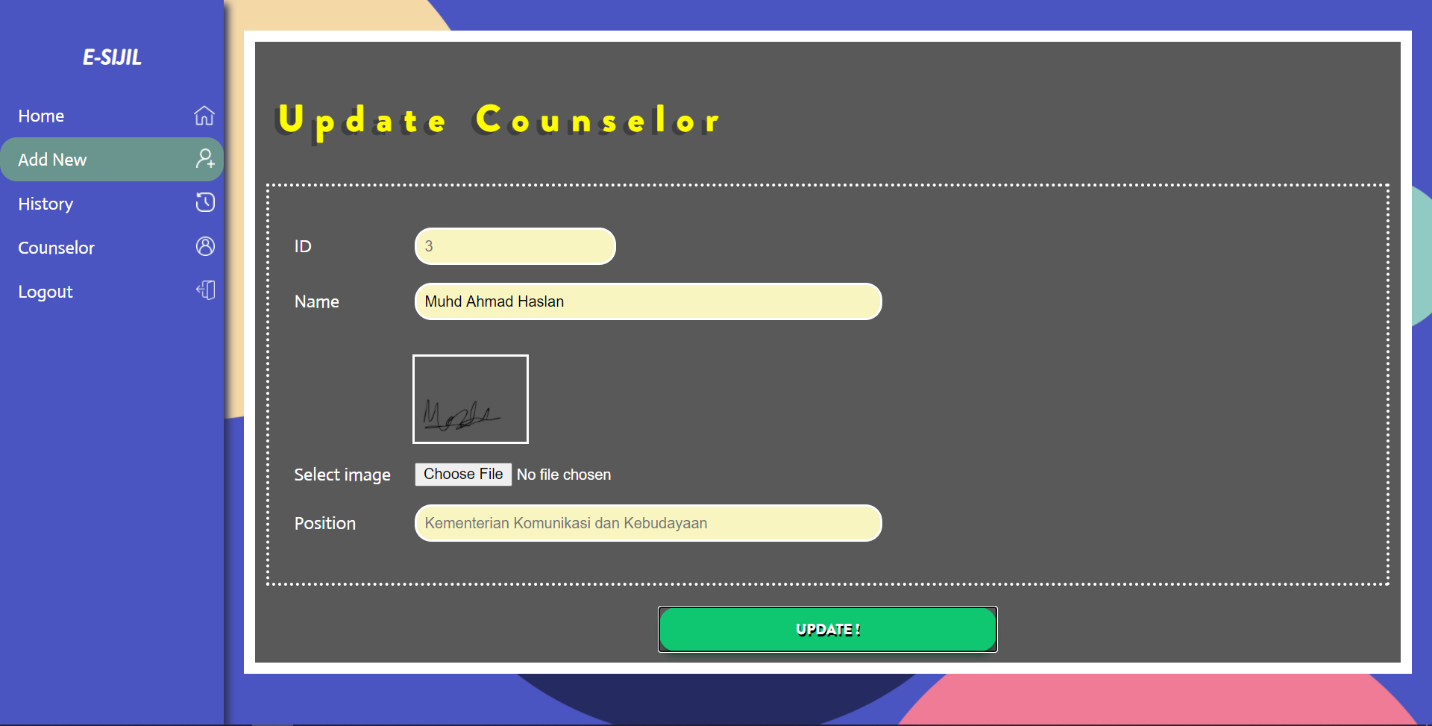 E-SIJIL
Home
Add New
History
Counselor
Logout
Update Counselor
ID 3
Name Muhd Ahmad Haslan
Select image Choose File No file chosen
Position Kementerian Komunikasi dan Kebudayaan
UPDATE !